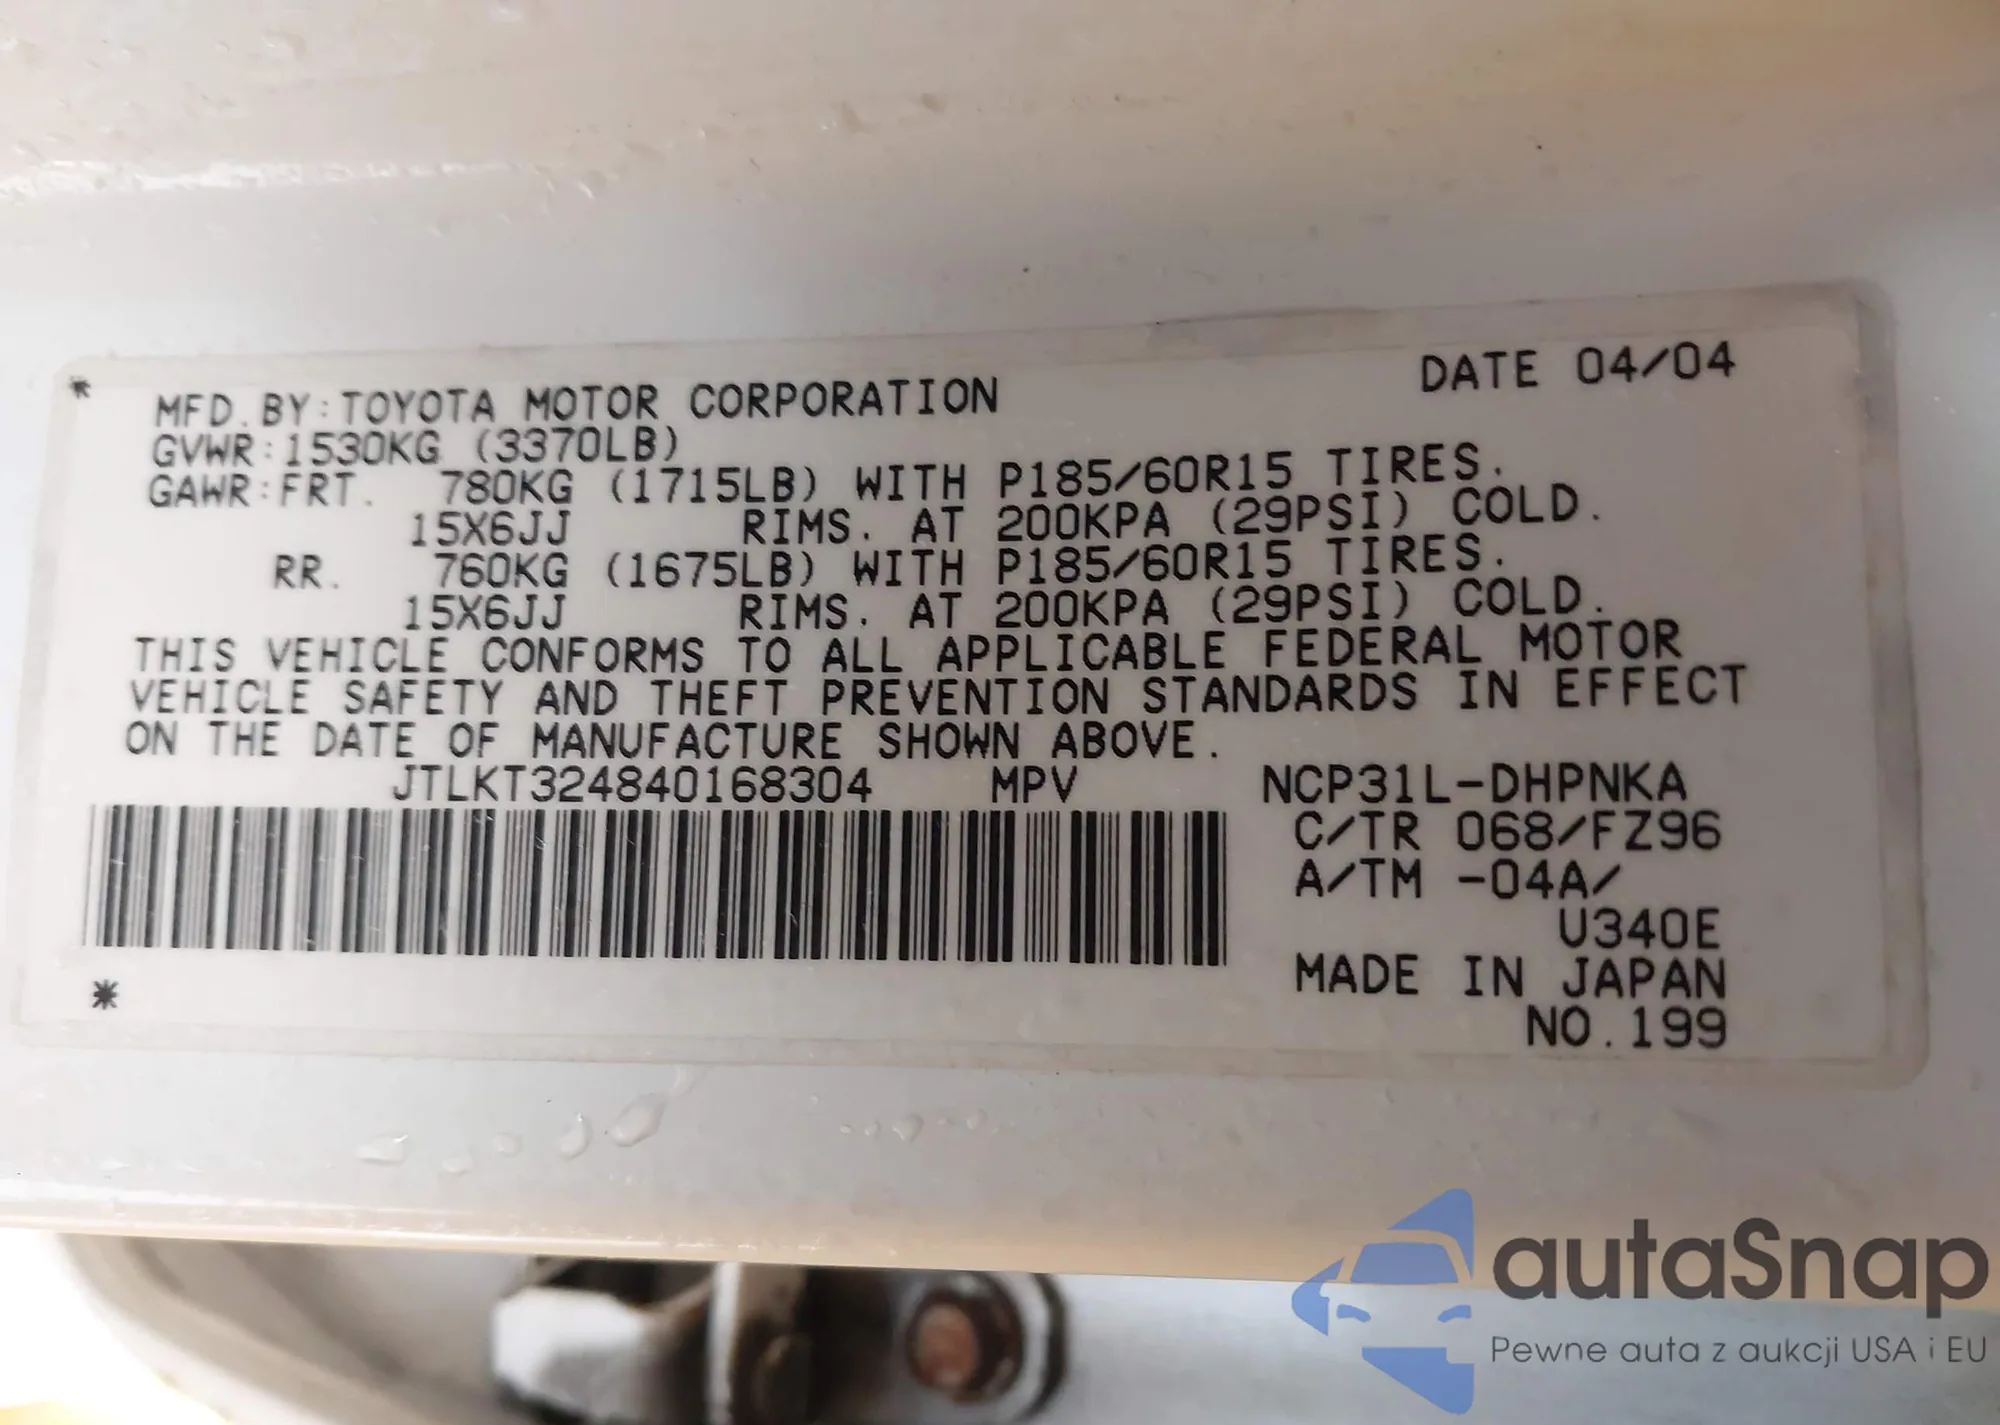 * MFD.BY:TOYOTA MOTOR CORPORATION DATE 04/04
GVWR:1530KG (3370LB)
GAWR:FRT. 780KG (1715LB) WITH P185/60R15 TIRES.
15X6JJ RIMS. AT 200KPA (29PSI) COLD.
RR. 760KG (1675LB) WITH P185/60R15 TIRES.
15X6JJ RIMS. AT 200KPA (29PSI) COLD.
THIS VEHICLE CONFORMS TO ALL APPLICABLE FEDERAL MOTOR
VEHICLE SAFETY AND THEFT PREVENTION STANDARDS IN EFFECT
ON THE DATE OF MANUFACTURE SHOWN ABOVE.
JTLKT324840168304 MPV NCP31L-DHPNKA
C/TR 068/FZ96
A/TM -04A/
U340E
MADE IN JAPAN
* NO.199
autaSnap
Pewne auta z aukcji USA i EU